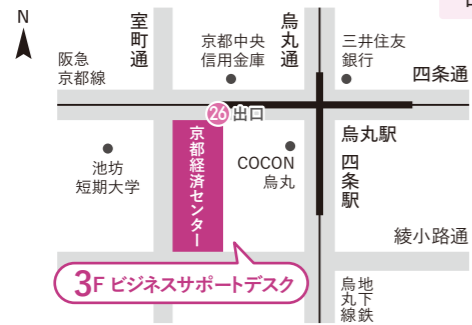 N
室町通
烏丸通
阪急
京都線
京都中央
信用金庫
三井住友
銀行
四条通
26 出口
烏丸駅
四条駅
京都経済センター
池坊
短期大学
COCON
烏丸
綾小路通
3F ビジネスサポートデスク
地下鉄
烏丸線